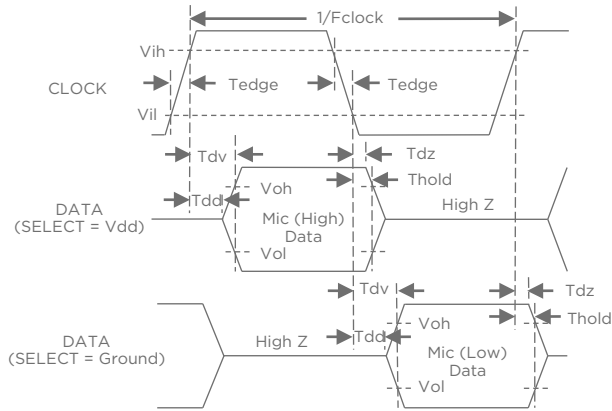 1/Fclock
Vih
CLOCK
Tedge
Tedge
Vil
Tdv
Tdz
Tdd
Voh
Thold
DATA
(SELECT = Vdd)
Mic (High)
Data
High Z
Vol
Tdv
Tdz
Voh
Thold
DATA
(SELECT = Ground)
High Z
Tdd
Mic (Low)
Data
Vol